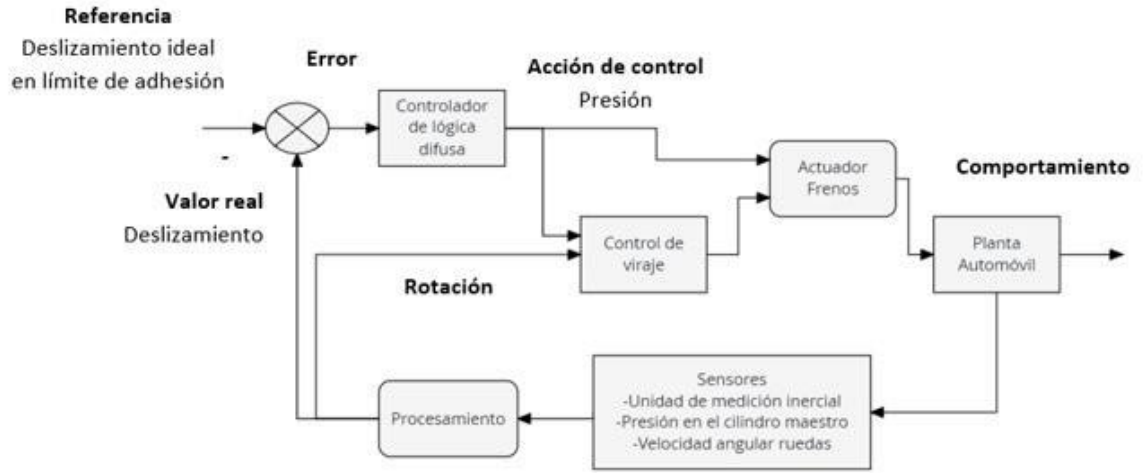 Referencia
Deslizamiento ideal
en límite de adhesión
Error
Controlador
de lógica
difusa
Acción de control
Presión
-
Valor real
Deslizamiento
Rotación
Control de
viraje
Actuador
Frenos
Comportamiento
Planta
Automóvil
Procesamiento
Sensores
-Unidad de medición inercial
-Presión en el cilindro maestro
-Velocidad angular ruedas